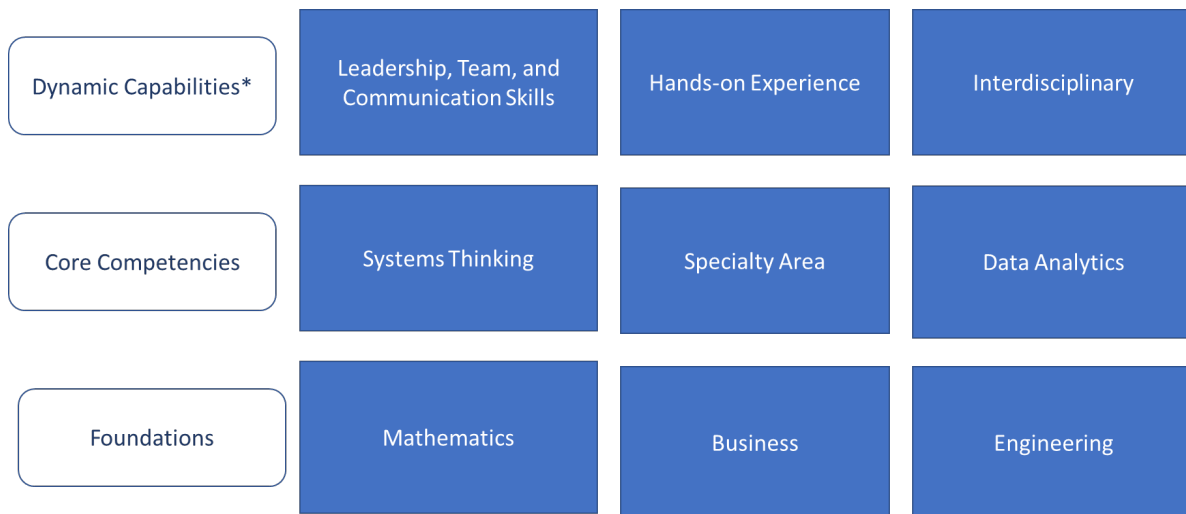 Dynamic Capabilities*
Leadership, Team, and
Communication Skills
Hands-on Experience
Interdisciplinary
Core Competencies
Systems Thinking
Specialty Area
Data Analytics
Foundations
Mathematics
Business
Engineering